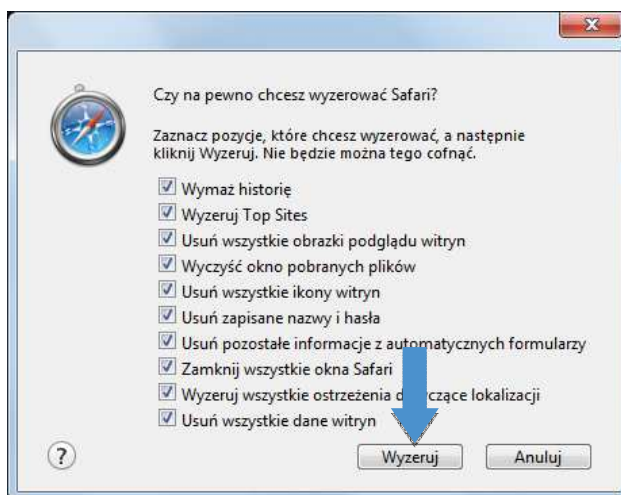 Czy na pewno chcesz wyzerować Safari?
Zaznacz pozycje, które chcesz wyzerować, a następnie
kliknij Wyzeruj. Nie będzie można tego cofnąć.
Wymaż historię
Wyzeruj Top Sites
Usuń wszystkie obrazki podglądu witryn
Wyczyść okno pobranych plików
Usuń wszystkie ikony witryn
Usuń zapisane nazwy i hasła
Usuń pozostałe informacje z automatycznych formularzy
Zamknij wszystkie okna Safari
Wyzeruj wszystkie ostrzeżenia lokalizacji
Usuń wszystkie dane witryn
? Wyzeruj Anuluj